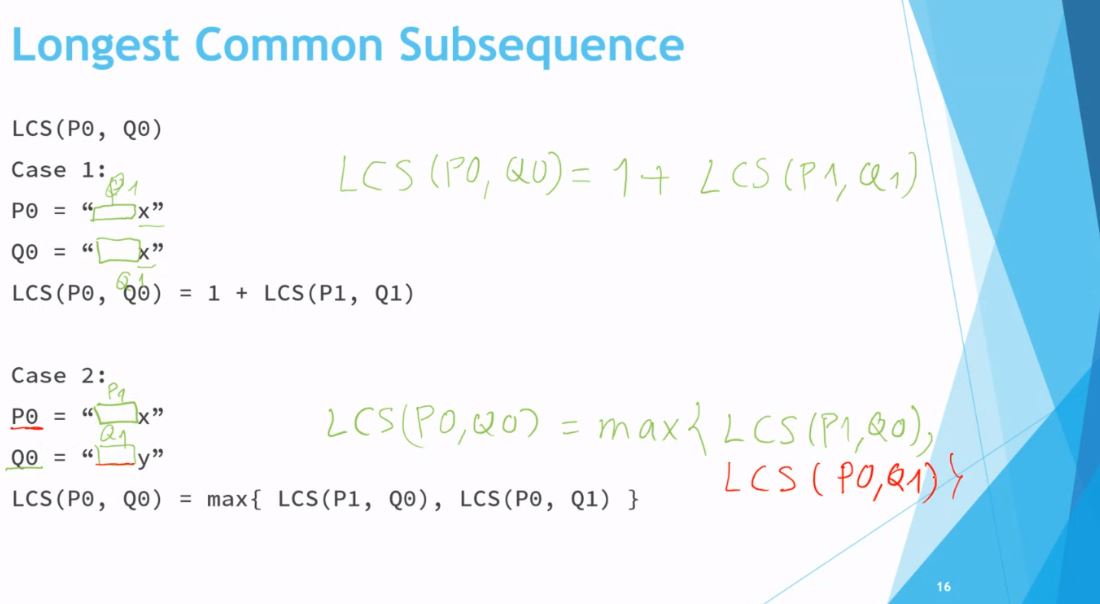 Longest Common Subsequence
LCS(P0, Q0)
Case 1:
LCS(P0, Q0) = 1 + LCS(P1, Q1)
P0 = “ x”
Q0 = “ x”
Q1
LCS(P0, Q0) = 1 + LCS(P1, Q1)
Case 2:
P1
P0 = “ x”
LCS(P0,Q0) = max{ LCS(P1,Q0),
Q1
Q0 = “ y”
LCS(P0,Q1)}
LCS(P0, Q0) = max{ LCS(P1, Q0), LCS(P0, Q1) }
16